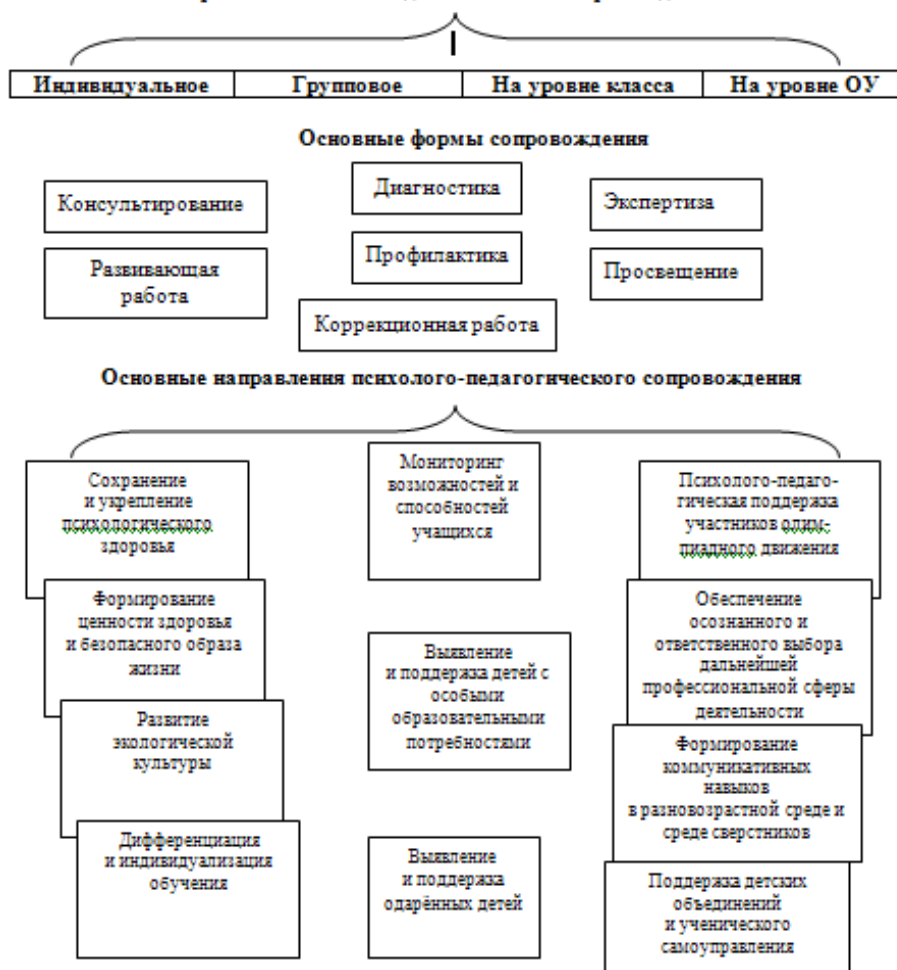 Индивидуальное
Групповое
На уровне класса
На уровне ОУ
Основные формы сопровождения
Консультирование
Диагностика
Экспертиза
Развивающая
работа
Профилактика
Просвещение
Коррекционная работа
Основные направления психолого-педагогического сопровождения
Сохранение
и укрепление
психологического
здоровья
Формирование
ценности здоровья
и безопасного образа
жизни
Развитие
экологической
культуры
Дифференциация
и индивидуализация
обучения
Мониторинг
возможностей и
способностей
учащихся
Выявление
и поддержка детей с
особыми
образовательными
потребностями
Выявление
и поддержка
одарённых детей
Психолого-педаго-
гическая поддержка
участников олим-
пиадного движения
Обеспечение
осознанного и
ответственного выбора
дальнейшей
профессиональной сферы
деятельности
Формирование
коммуникативных
навыков
в разновозрастной среде и
среде сверстников
Поддержка детских
объединений
и ученического
самоуправления